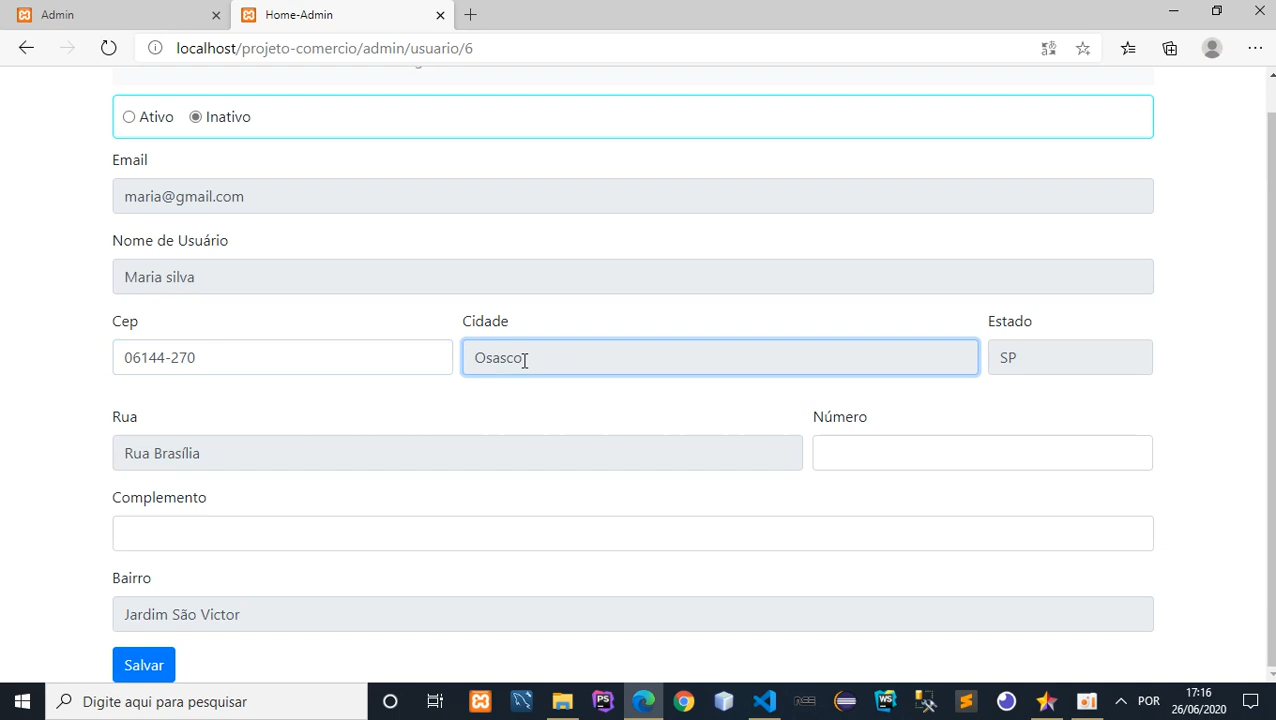 Admin
Home-Admin
localhost/projeto-comercio/admin/usuario/6
Ativo
Inativo
Email
maria@gmail.com
Nome de Usuário
Maria silva
Cep
Cidade
Estado
06144-270
Osasco
SP
Rua
Número
Rua Brasília
Complemento
Bairro
Jardim São Victor
Salvar
Digite aqui para pesquisar
PS
WS
POR
17:16
26/06/2020